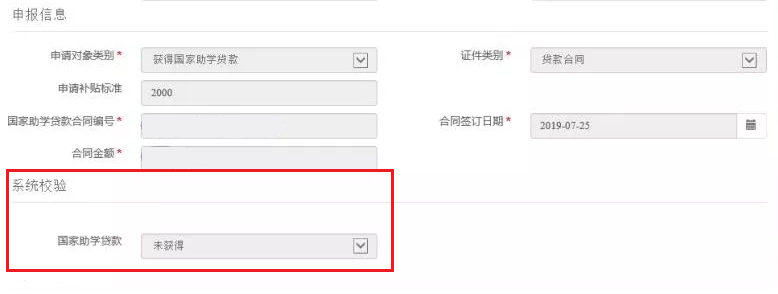 申报信息
申请对象类别* 获得国家助学贷款 证件类别* 贷款合同
申请补贴标准 2000
国家助学贷款合同编号* 合同签订日期* 2019-07-25
合同金额*
系统校验
国家助学贷款 未获得